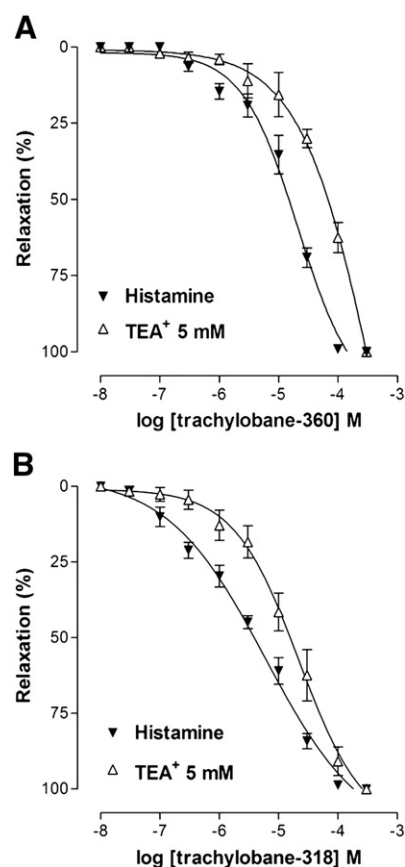 A
Relaxation (%)
0
25
50
75
100
▼ Histamine
△ TEA⁺ 5 mM
-8 -7 -6 -5 -4 -3
log [trachylobane-360] M
B
Relaxation (%)
0
25
50
75
100
▼ Histamine
△ TEA⁺ 5 mM
-8 -7 -6 -5 -4 -3
log [trachylobane-318] M